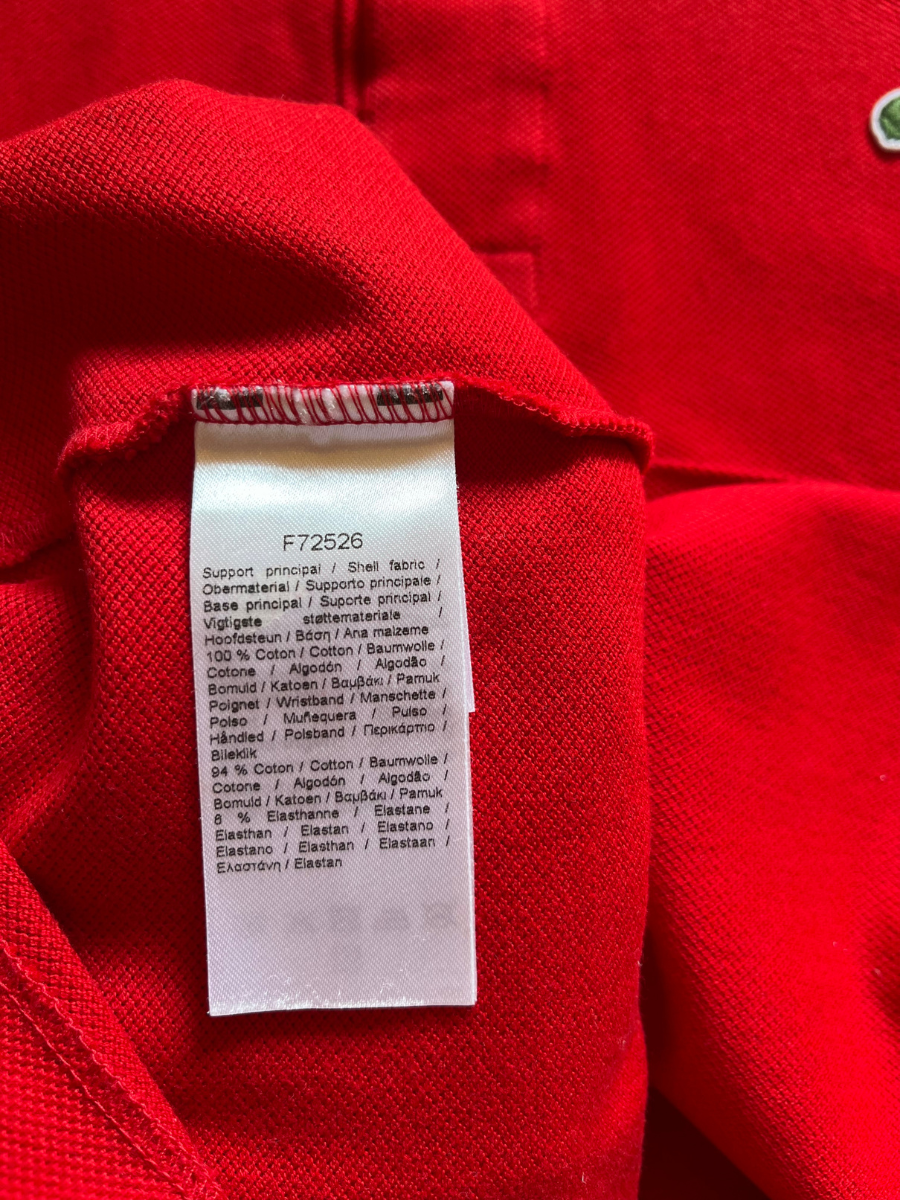 F72526
Support principal / Shell fabric /
Obermaterial / Supporto principale /
Base principal / Suporte principal /
Vigtigste støttemateriale /
Hoofdsteun / Βάση / Ana malzeme
100 % Coton / Cotton / Baumwolle /
Cotone / Algodón / Algodão /
Bomuld / Katoen / Βαμβάκι / Pamuk
Poignet / Wristband / Manschette /
Polso / Muñequera / Pulso /
Håndled / Polsband / Περικάρπιο /
Bileklik
94 % Coton / Cotton / Baumwolle /
Cotone / Algodón / Algodão /
Bomuld / Katoen / Βαμβάκι / Pamuk
6 % Elasthanne / Elastane /
Elasthan / Elastan / Elastano /
Elastano / Elasthan / Elastaan /
Ελαστάνη / Elastan